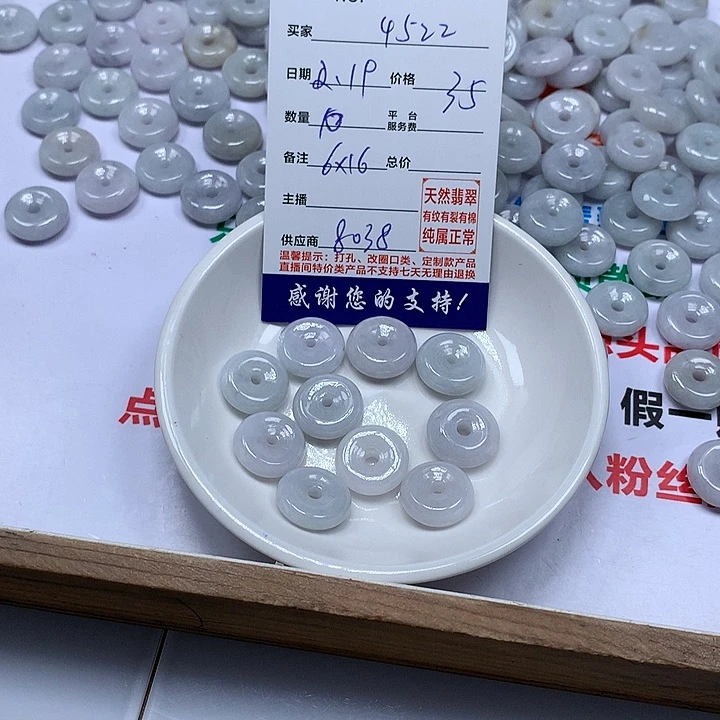 买家 4522
日期 2.19 价格 35
数量 10 平台服务费
备注 6x16 总价
主播
供应商 8038
天然翡翠
有纹有裂有棉
纯属正常
温馨提示：打孔、改圈口类、定制款产品
直播间特价类产品不支持七天无理由退换
感谢您的支持！
点
假一
人粉丝